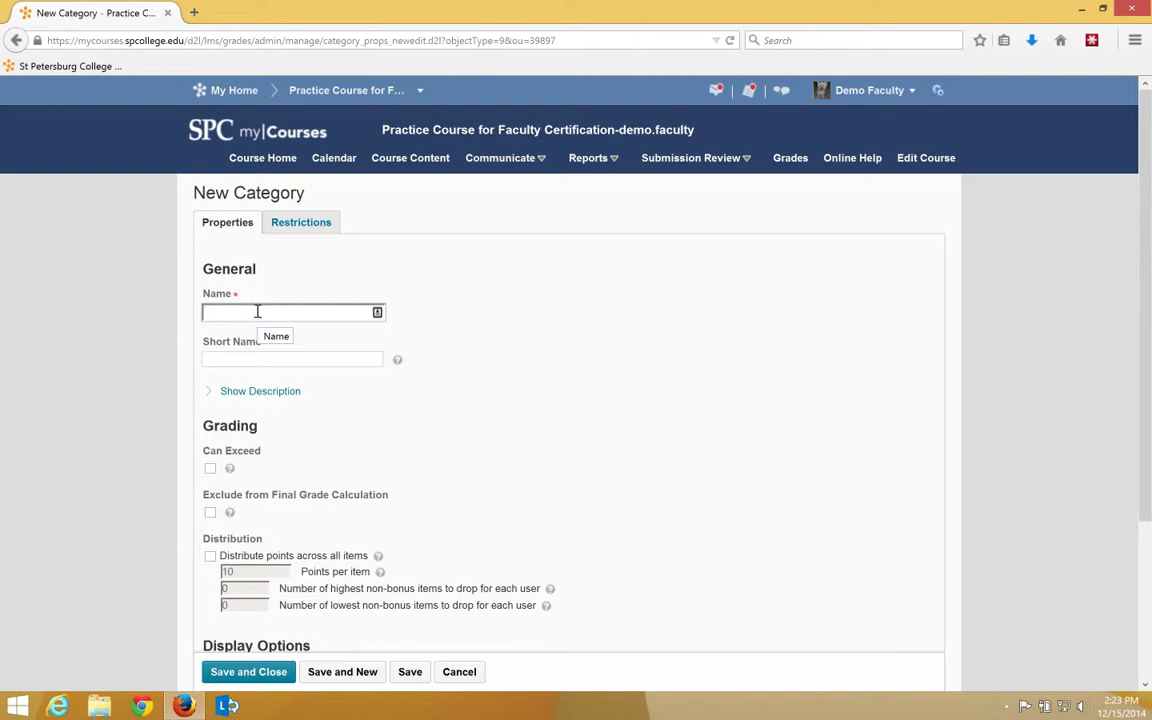 New Category - Practice C...
https://mycourses.spcollege.edu/d2l/lms/grades/admin/manage/category_props_newedit.d2l?objectType=9&ou=39897
Search
St Petersburg College ...
My Home
Practice Course for F...
Demo Faculty
SPC my|Courses
Practice Course for Faculty Certification-demo.faculty
Course Home
Calendar
Course Content
Communicate
Reports
Submission Review
Grades
Online Help
Edit Course
New Category
Properties
Restrictions
General
Name *
Name
Short Name
Show Description
Grading
Can Exceed
Exclude from Final Grade Calculation
Distribution
Distribute points across all items
10 Points per item
0 Number of highest non-bonus items to drop for each user
0 Number of lowest non-bonus items to drop for each user
Display Options
Save and Close
Save and New
Save
Cancel
2:23 PM
12/15/2014